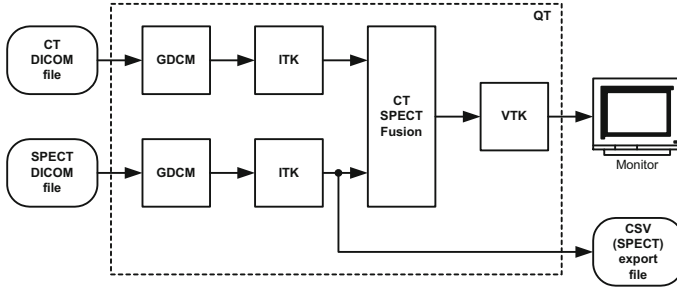 QT
CT
DICOM
file
GDCM
ITK
CT
SPECT
Fusion
VTK
Monitor
SPECT
DICOM
file
GDCM
ITK
CSV
(SPECT)
export
file